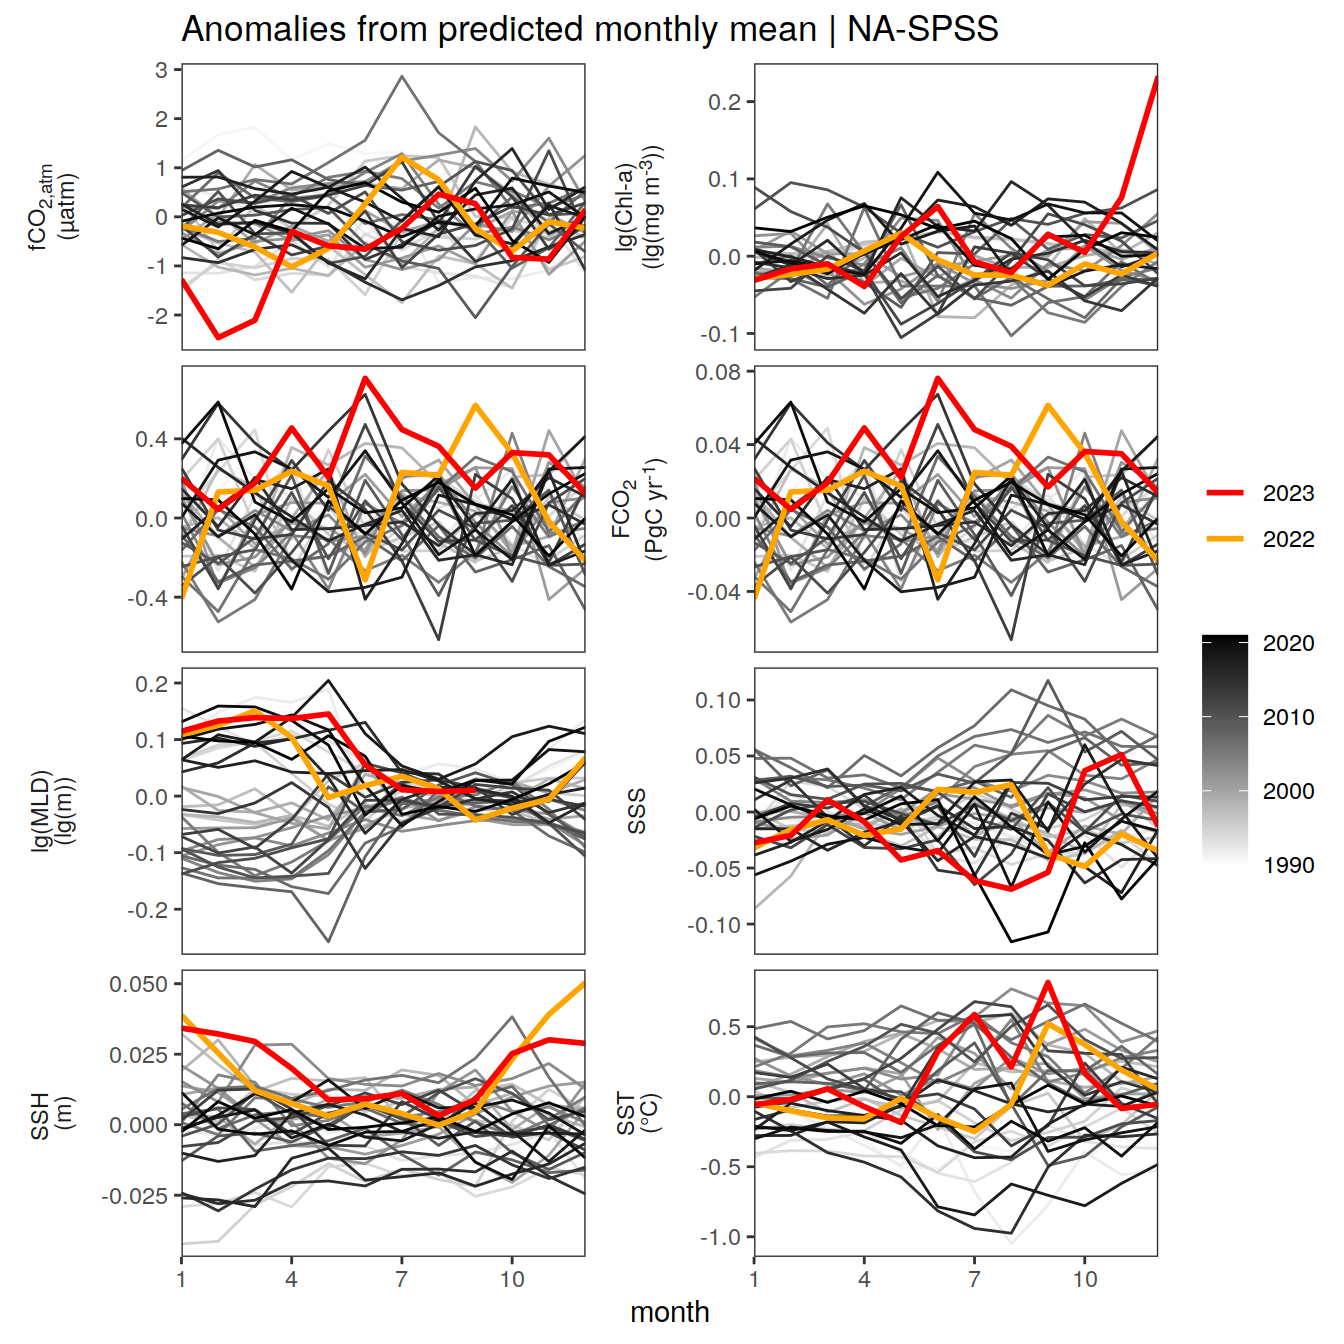 Anomalies from predicted monthly mean | NA-SPSS
fCO2,atm
(µatm)
3
2
1
0
-1
-2
lg(Chl-a)
(lg(mg m-3))
0.2
0.1
0.0
-0.1
0.4
0.0
-0.4
FCO2
(PgC yr-1)
0.08
0.04
0.00
-0.04
lg(MLD)
(lg(m))
0.2
0.1
0.0
-0.1
-0.2
SSS
0.10
0.05
0.00
-0.05
-0.10
SSH
(m)
0.050
0.025
0.000
-0.025
SST
(°C)
0.5
0.0
-0.5
-1.0
1 4 7 10
1 4 7 10
month
2023
2022
2020
2010
2000
1990